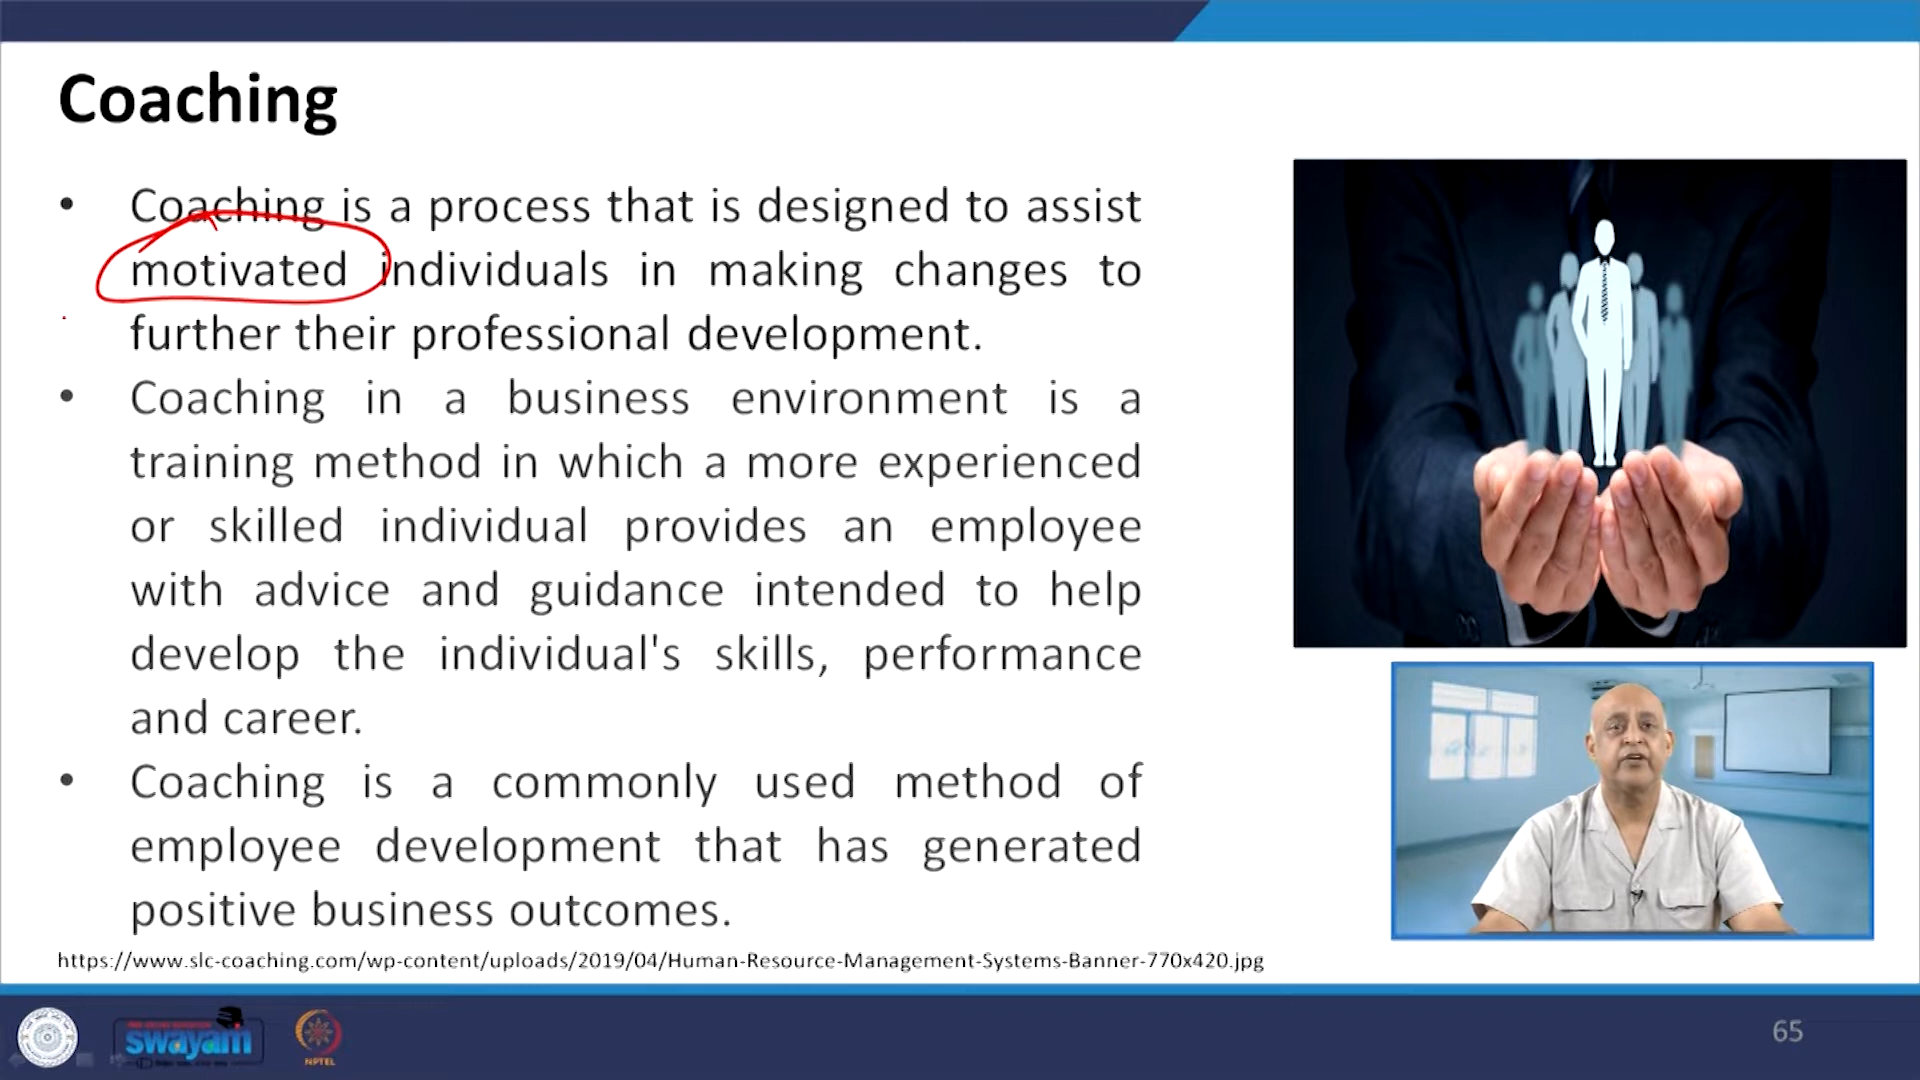 Coaching
• Coaching is a process that is designed to assist
motivated individuals in making changes to
further their professional development.
• Coaching in a business environment is a
training method in which a more experienced
or skilled individual provides an employee
with advice and guidance intended to help
develop the individual's skills, performance
and career.
• Coaching is a commonly used method of
employee development that has generated
positive business outcomes.
https://www.slc-coaching.com/wp-content/uploads/2019/04/Human-Resource-Management-Systems-Banner-770x420.jpg
swayam
NPTEL
65